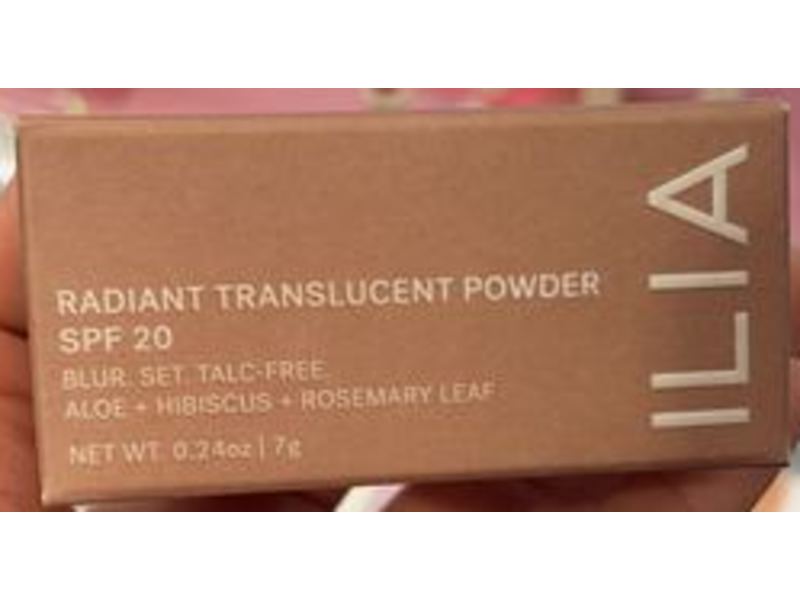 RADIANT TRANSLUCENT POWDER
SPF 20
BLUR. SET. TALC-FREE.
ALOE + HIBISCUS + ROSEMARY LEAF
NET WT. 0.24oz | 7g
ILIA